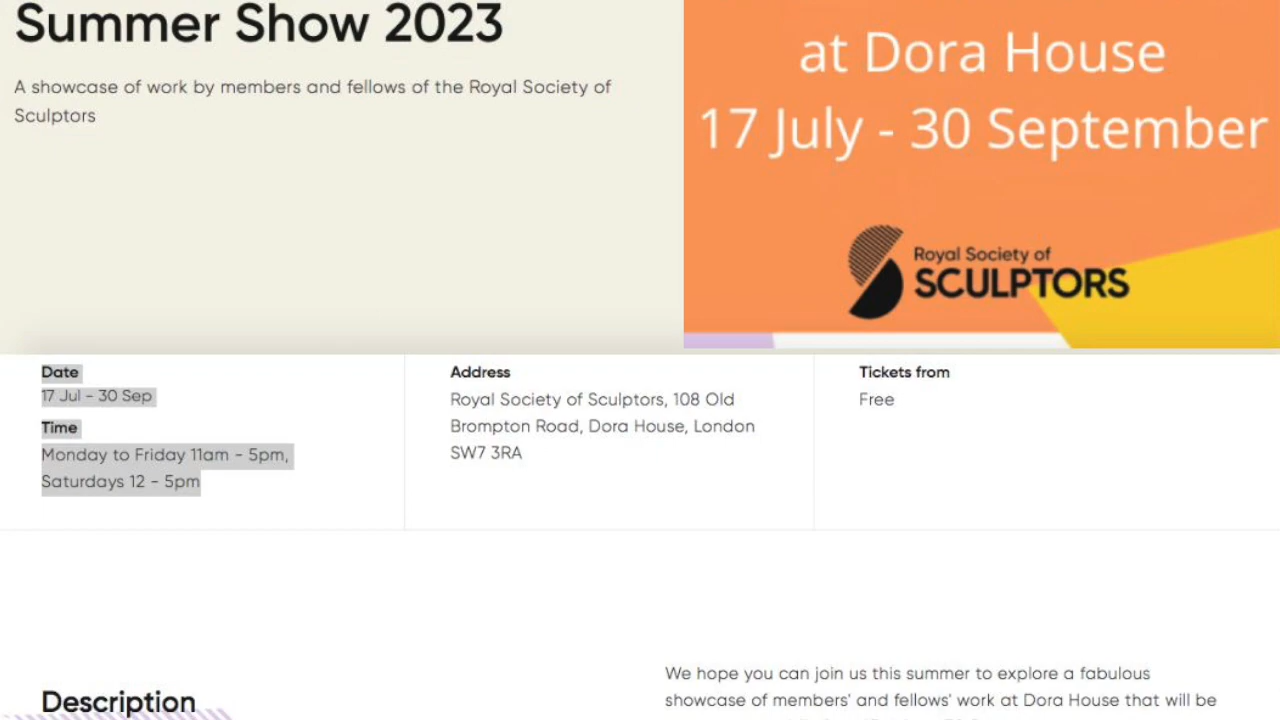 Summer Show 2023
A showcase of work by members and fellows of the Royal Society of
Sculptors
at Dora House
17 July - 30 September
Royal Society of
SCULPTORS
Date
17 Jul - 30 Sep
Time
Monday to Friday 11am - 5pm,
Saturdays 12 - 5pm
Address
Royal Society of Sculptors, 108 Old
Brompton Road, Dora House, London
SW7 3RA
Tickets from
Free
Description
We hope you can join us this summer to explore a fabulous
showcase of members' and fellows' work at Dora House that will be